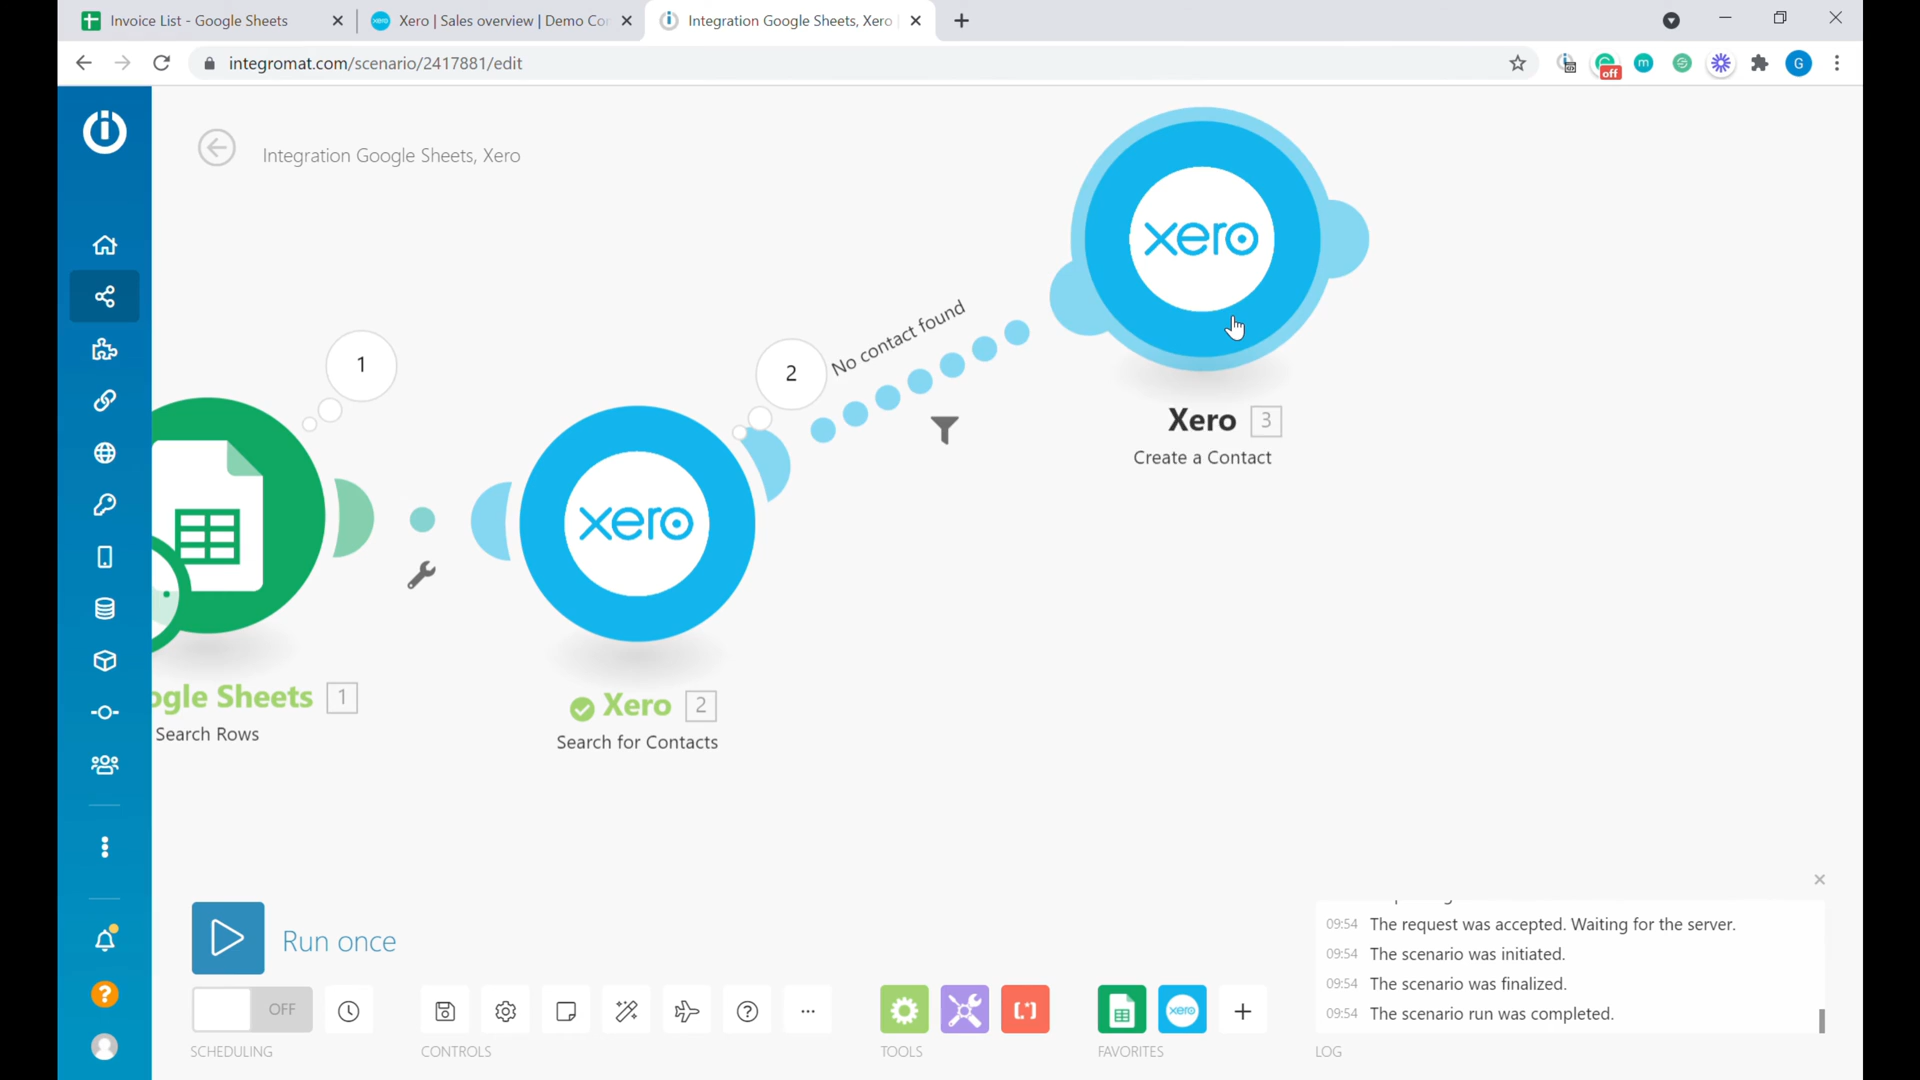 Invoice List - Google Sheets
xero
Xero | Sales overview | Demo Co
Integration Google Sheets, Xero
integromat.com/scenario/2417881/edit
off
m
G
Integration Google Sheets, Xero
xero
No contact found
1
2
Xero 3
Create a Contact
xero
ogle Sheets 1
Search Rows
Xero 2
Search for Contacts
Run once
09:54 The request was accepted. Waiting for the server.
09:54 The scenario was initiated.
09:54 The scenario was finalized.
09:54 The scenario run was completed.
OFF
xero
SCHEDULING
CONTROLS
TOOLS
FAVORITES
LOG